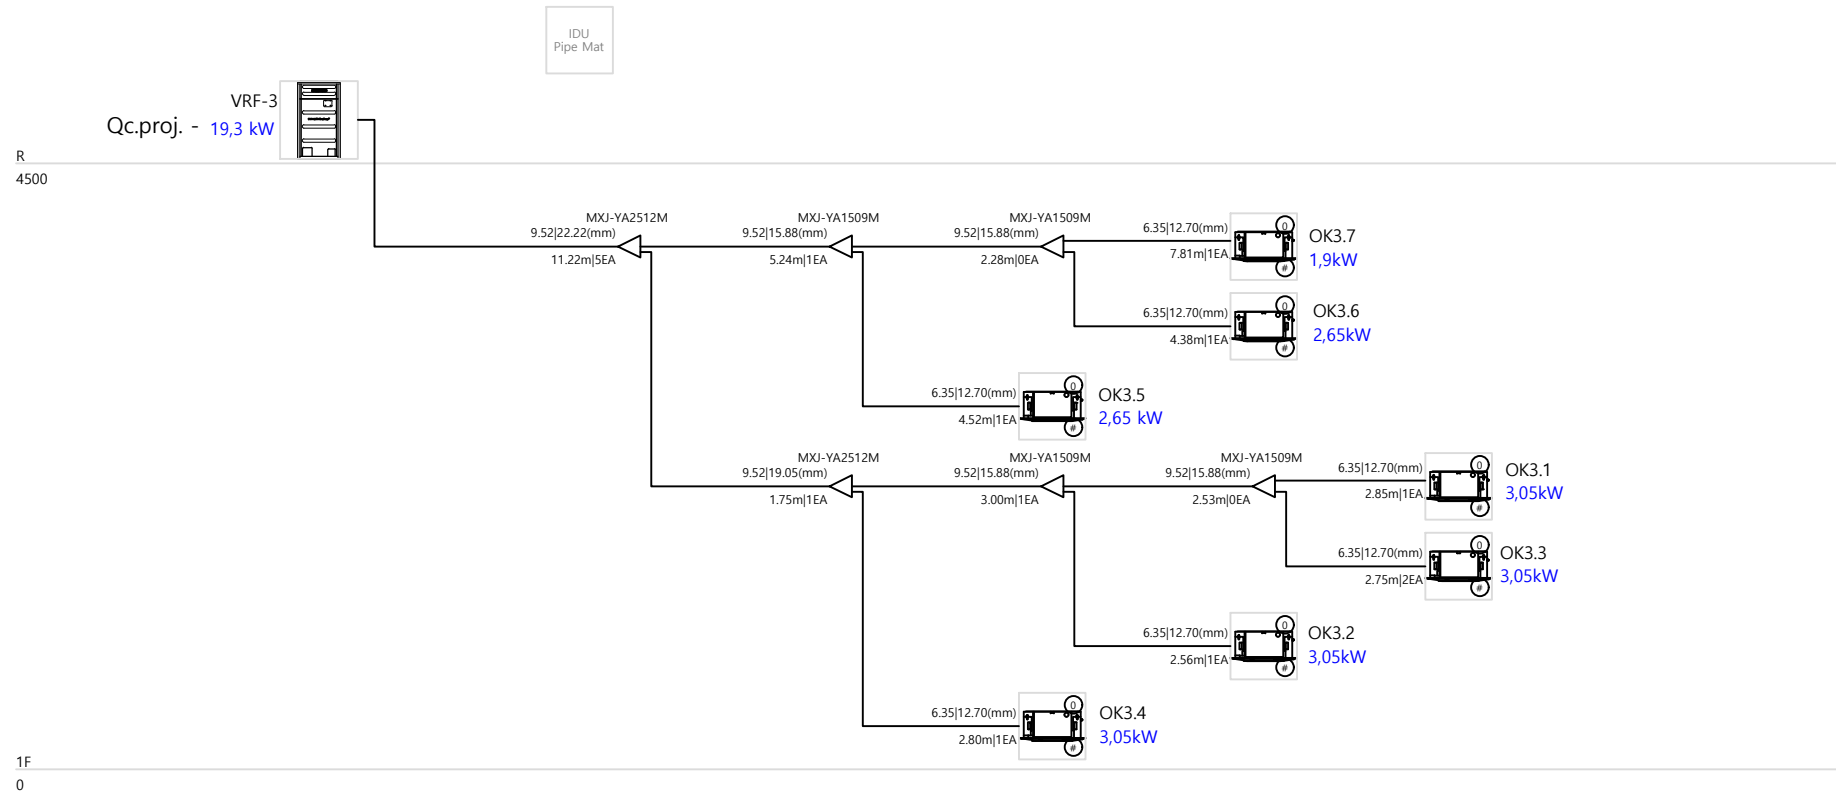 IDU
Pipe Mat
VRF-3
Qc.proj. - 19,3 kW
R
4500
MXJ-YA2512M
9.52|22.22(mm)
11.22m|5EA
MXJ-YA1509M
9.52|15.88(mm)
5.24m|1EA
MXJ-YA1509M
9.52|15.88(mm)
2.28m|0EA
6.35|12.70(mm)
7.81m|1EA
0
#
OK3.7
1,9kW
6.35|12.70(mm)
4.38m|1EA
0
#
OK3.6
2,65kW
6.35|12.70(mm)
4.52m|1EA
0
#
OK3.5
2,65 kW
MXJ-YA2512M
9.52|19.05(mm)
1.75m|1EA
MXJ-YA1509M
9.52|15.88(mm)
3.00m|1EA
MXJ-YA1509M
9.52|15.88(mm)
2.53m|0EA
6.35|12.70(mm)
2.85m|1EA
0
#
OK3.1
3,05kW
6.35|12.70(mm)
2.75m|2EA
0
#
OK3.3
3,05kW
6.35|12.70(mm)
2.56m|1EA
0
#
OK3.2
3,05kW
6.35|12.70(mm)
2.80m|1EA
0
#
OK3.4
3,05kW
1F
0